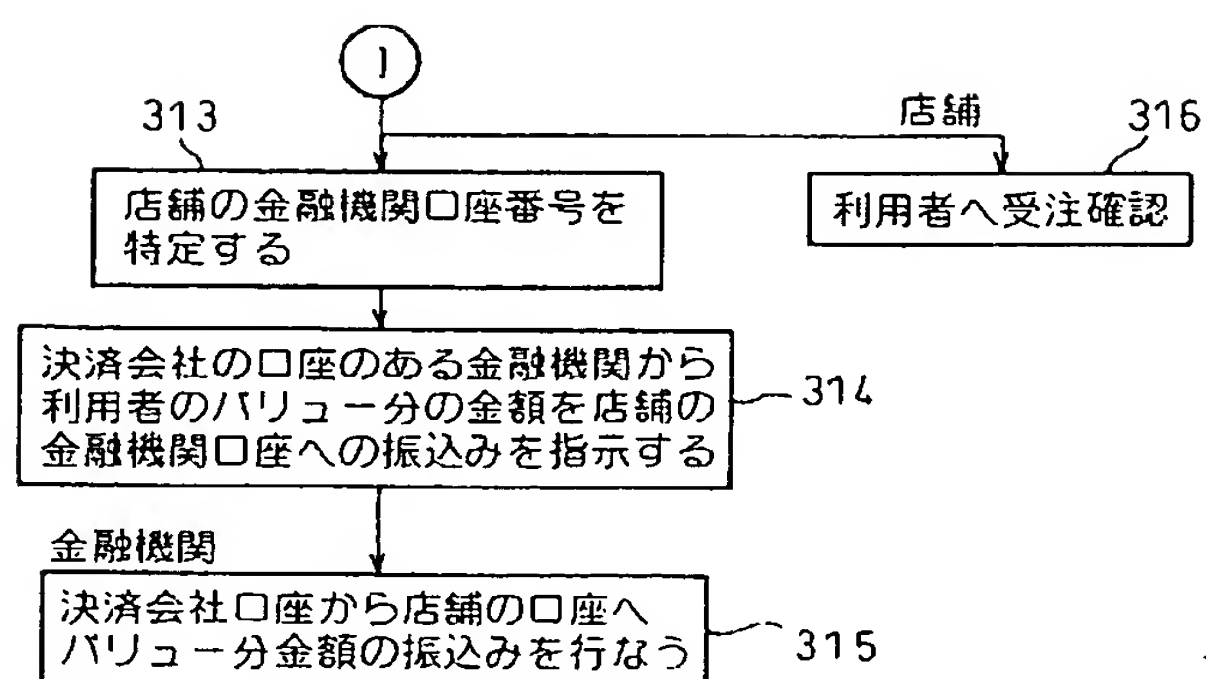 1
313
店舗
316
店舗の金融機関口座番号を
特定する
利用者へ受注確認
決済会社の口座のある金融機関から
利用者のバリュー分の金額を店舗の
金融機関口座への振込みを指示する
314
金融機関
決済会社口座から店舗の口座へ
バリュー分金額の振込みを行なう
315